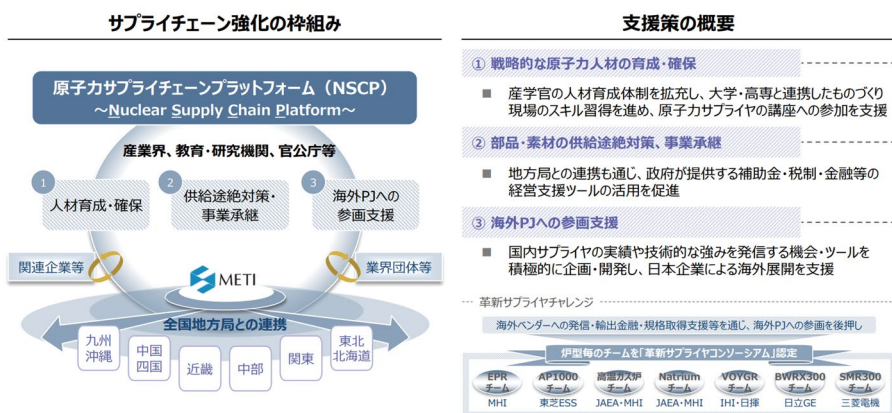 サプライチェーン強化の枠組み
原子力サプライチェーンプラットフォーム（NSCP）
～Nuclear Supply Chain Platform～
産業界、教育・研究機関、官公庁等
1
人材育成・確保
2
供給途絶対策・
事業承継
3
海外PJへの
参画支援
関連企業等
METI
業界団体等
全国地方局との連携
九州
沖縄
中国
四国
近畿
中部
関東
東北
北海道
支援策の概要
① 戦略的な原子力人材の育成・確保
■ 産学官の人材育成体制を拡充し、大学・高専と連携したものづくり
現場のスキル習得を進め、原子力サプライヤの講座への参加を支援
② 部品・素材の供給途絶対策、事業承継
■ 地方局との連携も通じ、政府が提供する補助金・税制・金融等の
経営支援ツールの活用を促進
③ 海外PJへの参画支援
■ 国内サプライヤの実績や技術的な強みを発信する機会・ツールを
積極的に企画・開発し、日本企業による海外展開を支援
革新サプライヤチャレンジ
海外ベンダーへの発信・輸出金融・規格取得支援等を通じ、海外PJへの参画を後押し
炉型毎のチームを「革新サプライヤコンソーシアム」認定
EPR
チーム
MHI
AP1000
チーム
東芝ESS
高温ガス炉
チーム
JAEA・MHI
Natrium
チーム
JAEA・MHI
VOYGR
チーム
IHI・日揮
BWRX300
チーム
日立GE
SMR300
チーム
三菱電機